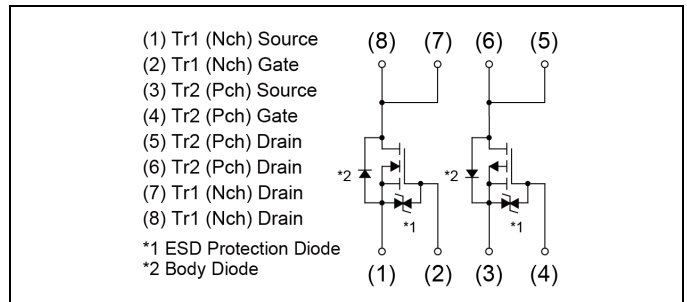 (1) Tr1 (Nch) Source
(2) Tr1 (Nch) Gate
(3) Tr2 (Pch) Source
(4) Tr2 (Pch) Gate
(5) Tr2 (Pch) Drain
(6) Tr2 (Pch) Drain
(7) Tr1 (Nch) Drain
(8) Tr1 (Nch) Drain
*1 ESD Protection Diode
*2 Body Diode
(8) (7) (6) (5)
*2 *2
*1 *1
(1) (2) (3) (4)